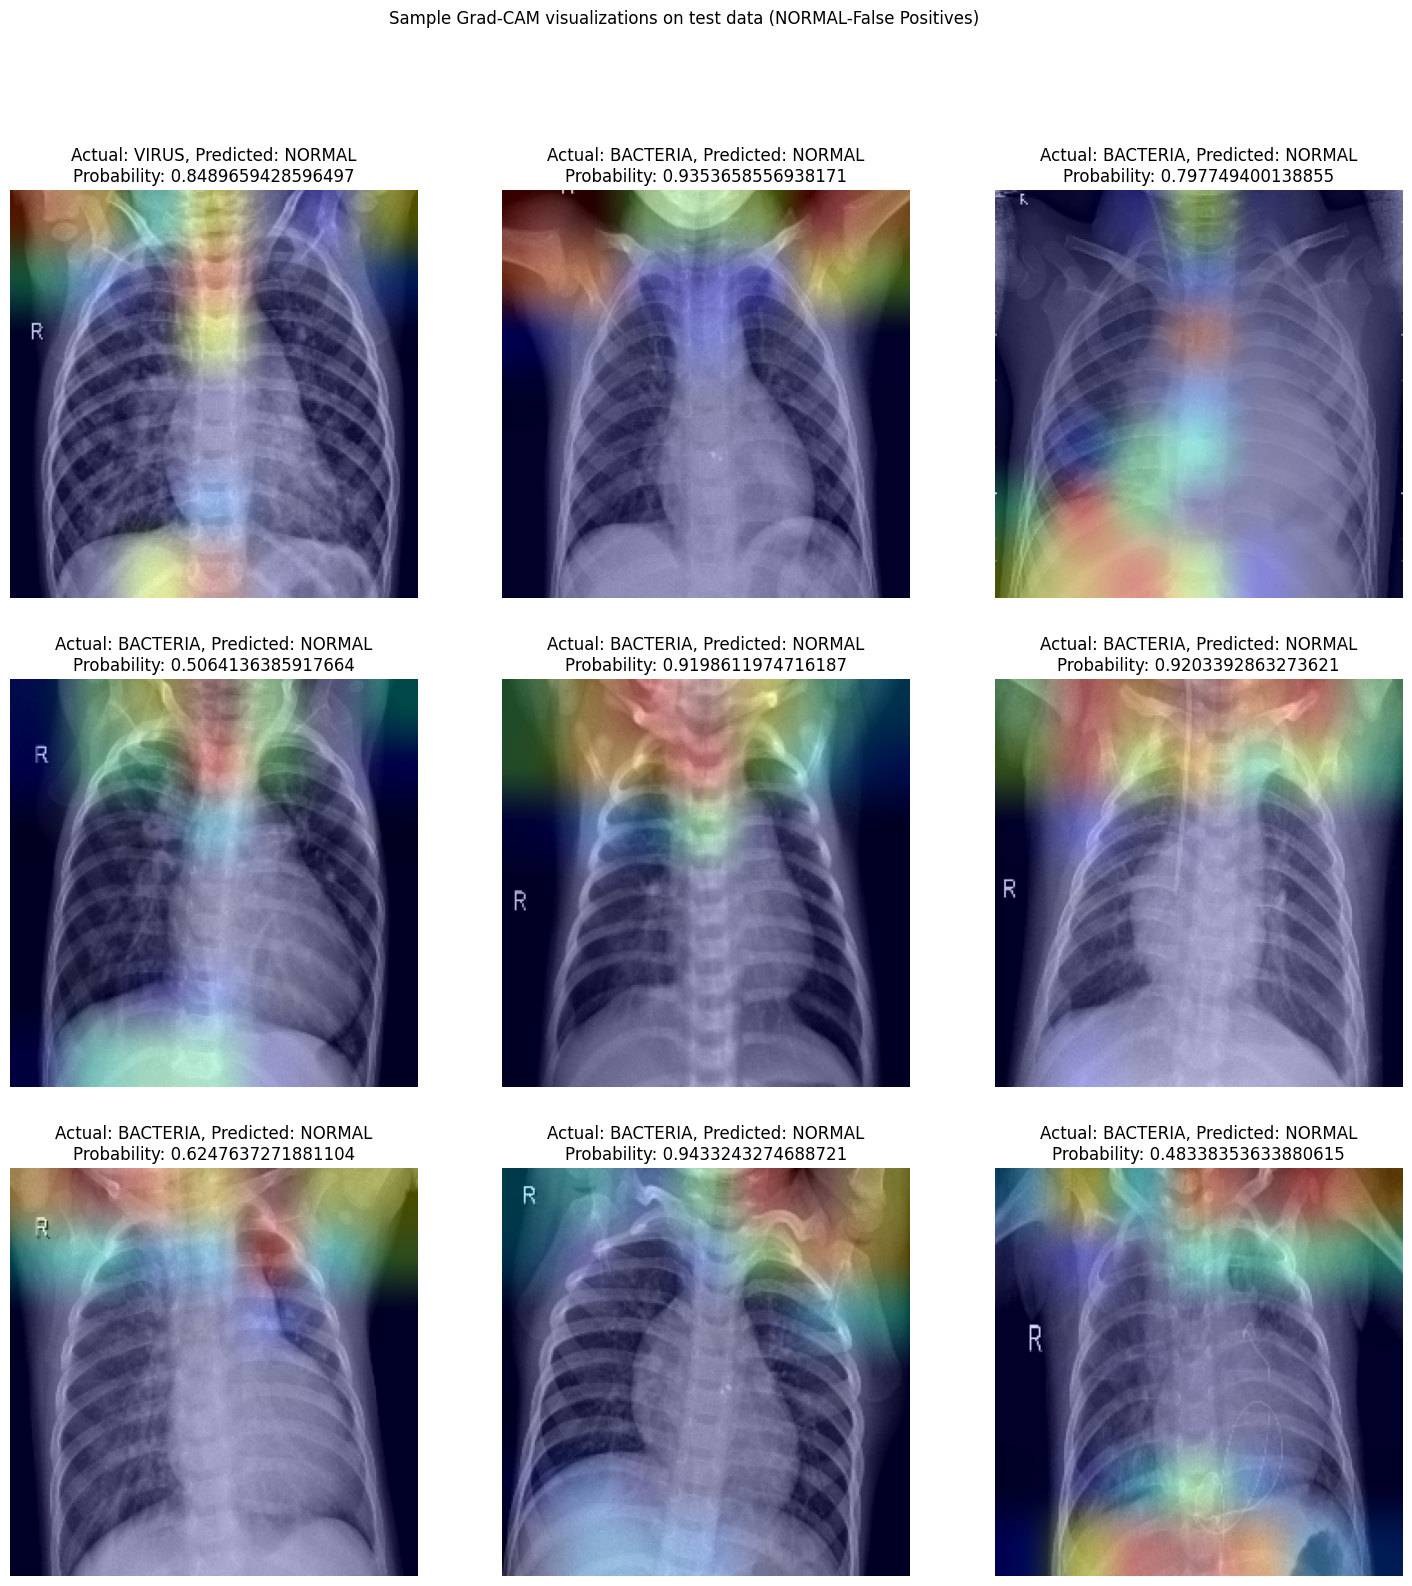 Sample Grad-CAM visualizations on test data (NORMAL-False Positives)
Actual: VIRUS, Predicted: NORMAL
Probability: 0.8489659428596497
Actual: BACTERIA, Predicted: NORMAL
Probability: 0.9353658556938171
Actual: BACTERIA, Predicted: NORMAL
Probability: 0.797749400138855
R
R
Actual: BACTERIA, Predicted: NORMAL
Probability: 0.5064136385917664
Actual: BACTERIA, Predicted: NORMAL
Probability: 0.9198611974716187
Actual: BACTERIA, Predicted: NORMAL
Probability: 0.9203392863273621
R
R
R
Actual: BACTERIA, Predicted: NORMAL
Probability: 0.6247637271881104
Actual: BACTERIA, Predicted: NORMAL
Probability: 0.9433243274688721
Actual: BACTERIA, Predicted: NORMAL
Probability: 0.48338353633880615
R
R
R